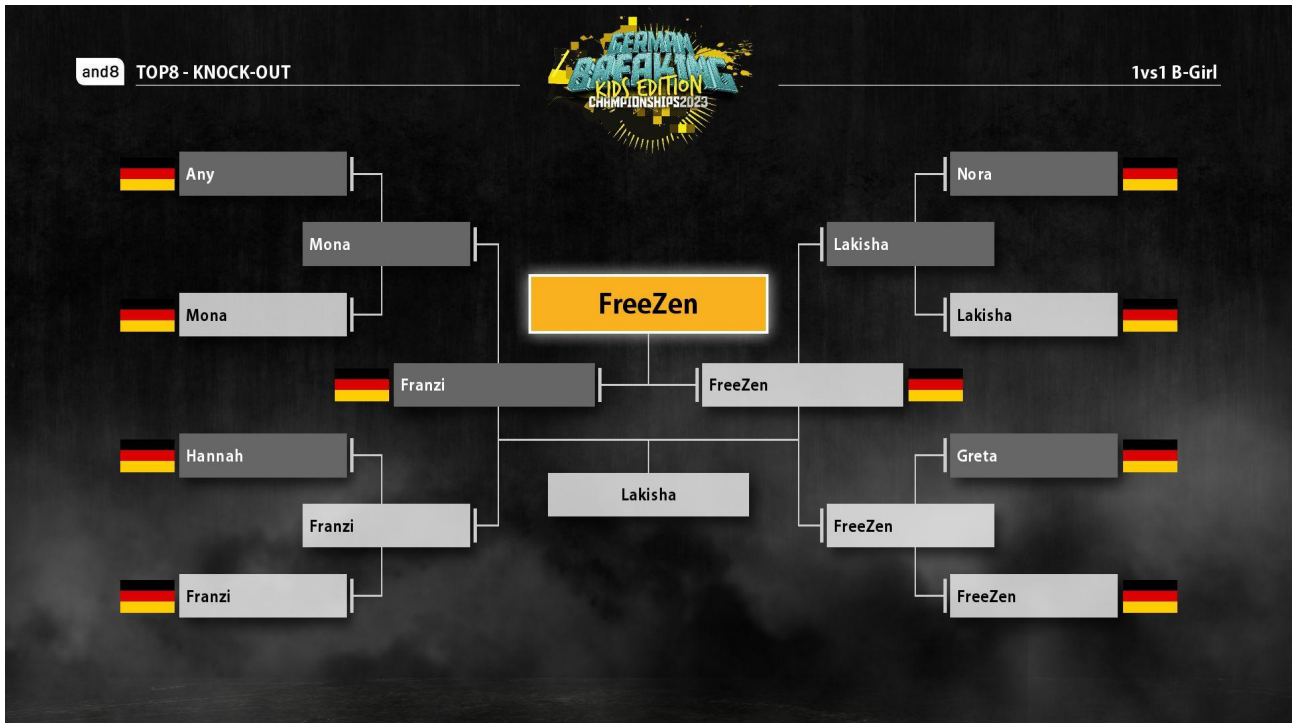 and8 TOP8 - KNOCK-OUT
GERMAN
BREAKING
KIDS EDITION
CHAMPIONSHIPS2023
1vs1 B-Girl
Any
Nora
Mona
Lakisha
Mona
Lakisha
FreeZen
Franzi
FreeZen
Hannah
Greta
Lakisha
Franzi
FreeZen
Franzi
FreeZen